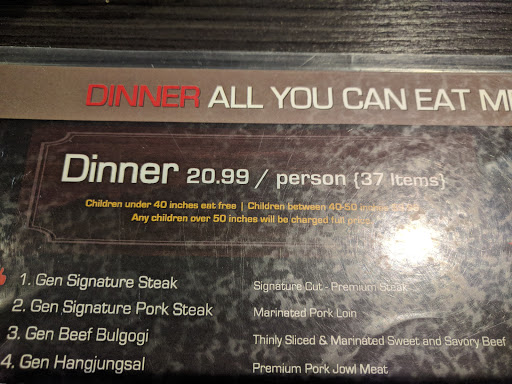 DINNER ALL YOU CAN EAT
Dinner 20.99 / person {37 Items}
Children under 40 inches eat free | Children between 40-50 inches
Any children over 50 inches will be charged full price
1. Gen Signature Steak Signature Cut - Premium Steak
2. Gen Signature Pork Steak Marinated Pork Loin
3. Gen Beef Bulgogi Thinly Sliced & Marinated Sweet and Savory Beef
4. Gen Hangjungsal Premium Pork Jowl Meat